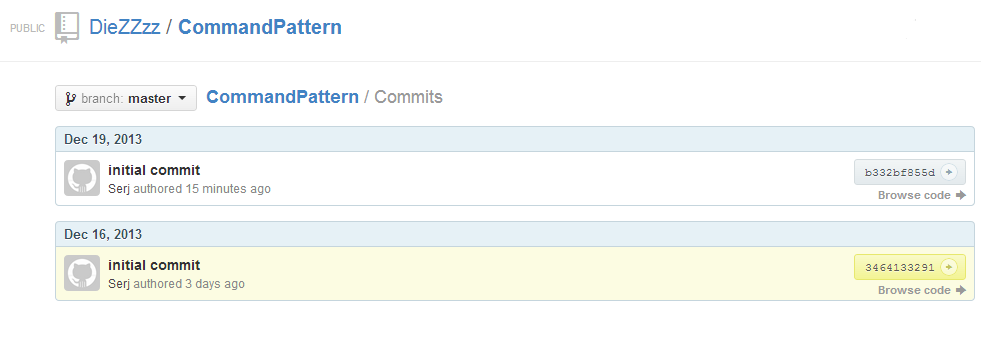 PUBLIC DieZZzz / CommandPattern
branch: master CommandPattern / Commits
Dec 19, 2013
initial commit
b332bf855d
Serj authored 15 minutes ago
Browse code
Dec 16, 2013
initial commit
3464133291
Serj authored 3 days ago
Browse code